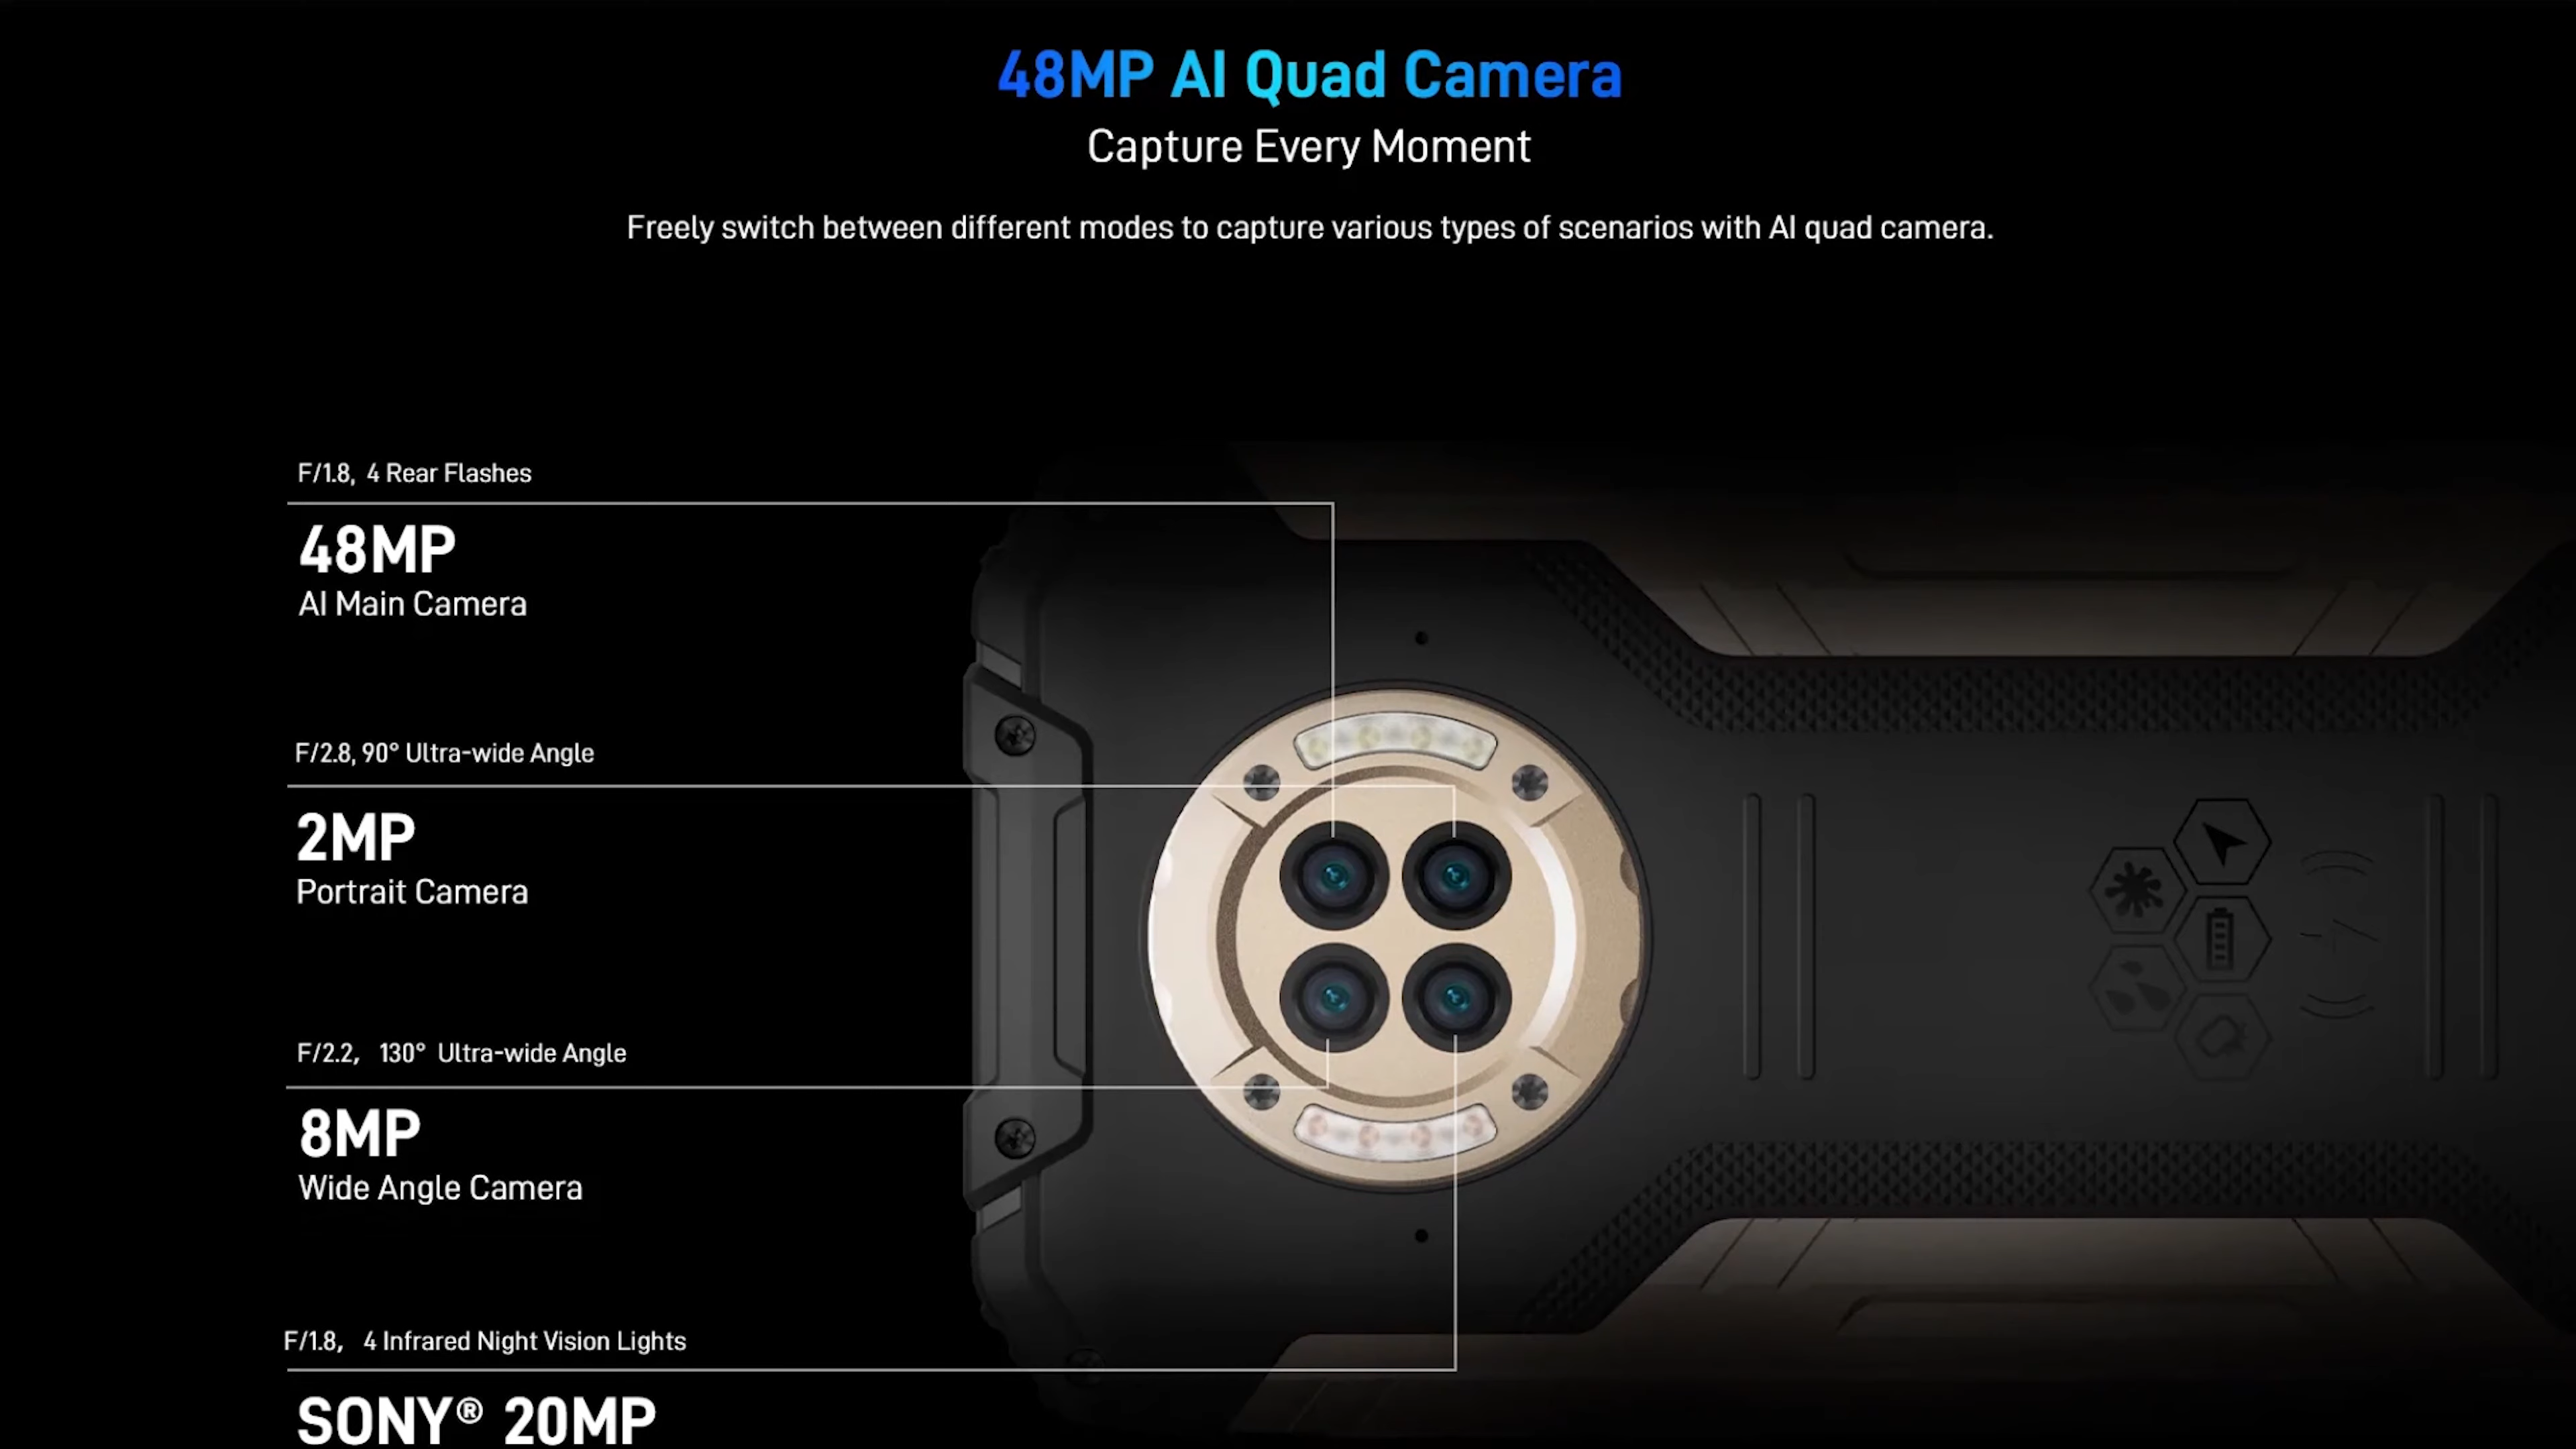 48MP AI Quad Camera
Capture Every Moment
Freely switch between different modes to capture various types of scenarios with AI quad camera.
F/1.8, 4 Rear Flashes
48MP
AI Main Camera
F/2.8, 90° Ultra-wide Angle
2MP
Portrait Camera
F/2.2, 130° Ultra-wide Angle
8MP
Wide Angle Camera
F/1.8, 4 Infrared Night Vision Lights
SONY® 20MP